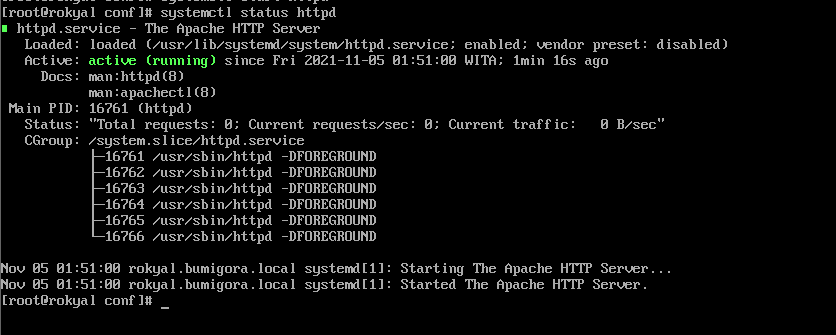 [root@rokyal conf]# systemctl status httpd
httpd.service - The Apache HTTP Server
Loaded: loaded (/usr/lib/systemd/system/httpd.service; enabled; vendor preset: disabled)
Active: active (running) since Fri 2021-11-05 01:51:00 WITA; 1min 16s ago
Docs: man:httpd(8)
man:apachectl(8)
Main PID: 16761 (httpd)
Status: "Total requests: 0; Current requests/sec: 0; Current traffic:   0 B/sec"
CGroup: /system.slice/httpd.service
├─16761 /usr/sbin/httpd -DFOREGROUND
├─16762 /usr/sbin/httpd -DFOREGROUND
├─16763 /usr/sbin/httpd -DFOREGROUND
├─16764 /usr/sbin/httpd -DFOREGROUND
├─16765 /usr/sbin/httpd -DFOREGROUND
└─16766 /usr/sbin/httpd -DFOREGROUND
Nov 05 01:51:00 rokyal.bumigora.local systemd[1]: Starting The Apache HTTP Server...
Nov 05 01:51:00 rokyal.bumigora.local systemd[1]: Started The Apache HTTP Server.
[root@rokyal conf]# _